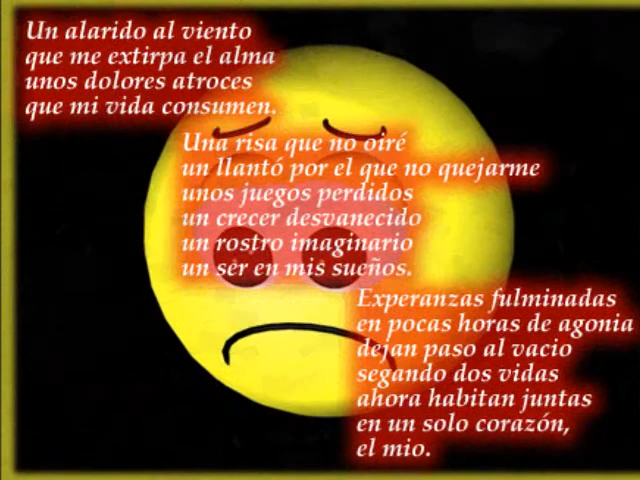 Un alarido al viento
que me extirpa el alma
unos dolores atroces
que mi vida consumen.
Una risa que no oiré
un llantó por el que no quejarme
unos juegos perdidos
un crecer desvanecido
un rostro imaginario
un ser en mis sueños.
Experanzas fulminadas
en pocas horas de agonia
dejan paso al vacio
segando dos vidas
ahora habitan juntas
en un solo corazón,
el mio.